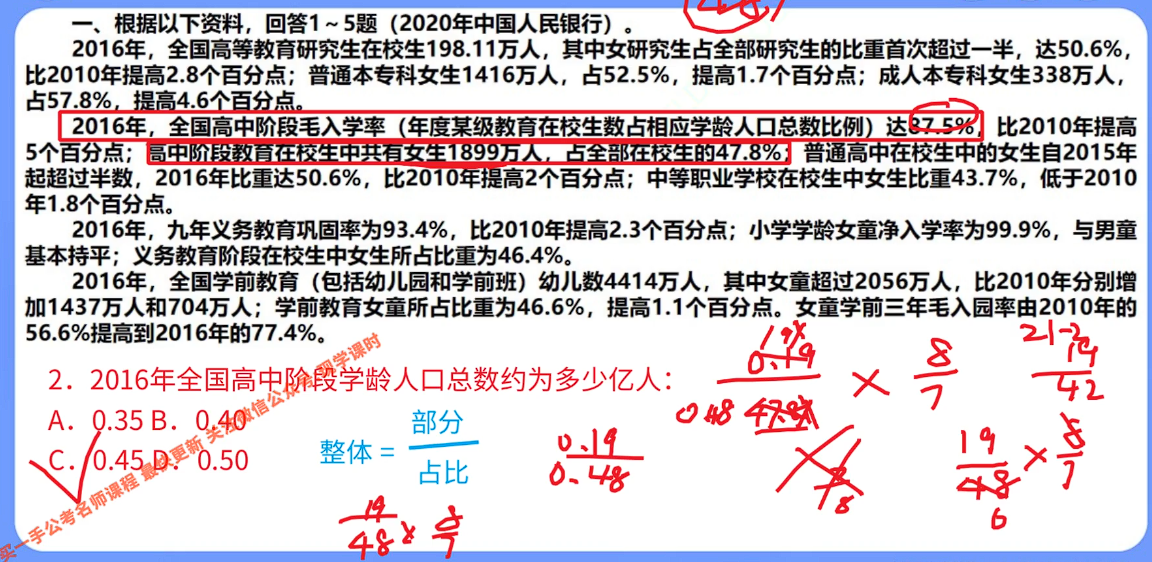 一、根据以下资料，回答1～5题（2020年中国人民银行）。
2016年，全国高等教育研究生在校生198.11万人，其中女研究生占全部研究生的比重首次超过一半，达50.6%，
比2010年提高2.8个百分点；普通本专科女生1416万人，占52.5%，提高1.7个百分点；成人本专科女生338万人，
占57.8%，提高4.6个百分点。
2016年，全国高中阶段毛入学率（年度某级教育在校生数占相应学龄人口总数比例）达87.5%，比2010年提高
5个百分点；高中阶段教育在校生中共有女生1899万人，占全部在校生的47.8%；普通高中在校生中的女生自2015年
起超过半数，2016年比重达50.6%，比2010年提高2个百分点；中等职业学校在校生中女生比重43.7%，低于2010
年1.8个百分点。
2016年，九年义务教育巩固率为93.4%，比2010年提高2.3个百分点；小学学龄女童净入学率为99.9%，与男童
基本持平；义务教育阶段在校生中女生所占比重为46.4%。
2016年，全国学前教育（包括幼儿园和学前班）幼儿数4414万人，其中女童超过2056万人，比2010年分别增
加1437万人和704万人；学前教育女童所占比重为46.6%，提高1.1个百分点。女童学前三年毛入园率由2010年的
56.6%提高到2016年的77.4%。
2．2016年全国高中阶段学龄人口总数约为多少亿人：
A．0.35 B．0.40
C．0.45 D．0.50
整体 =
部分
占比
0.19
0.48
19
48 × 8
7
0.19
0.48
× 8
7
21-2
19
42
19
48
× 8
7
6
7
8
买一手公考名师课程 最快更新 关注微信公众号:翔学课时